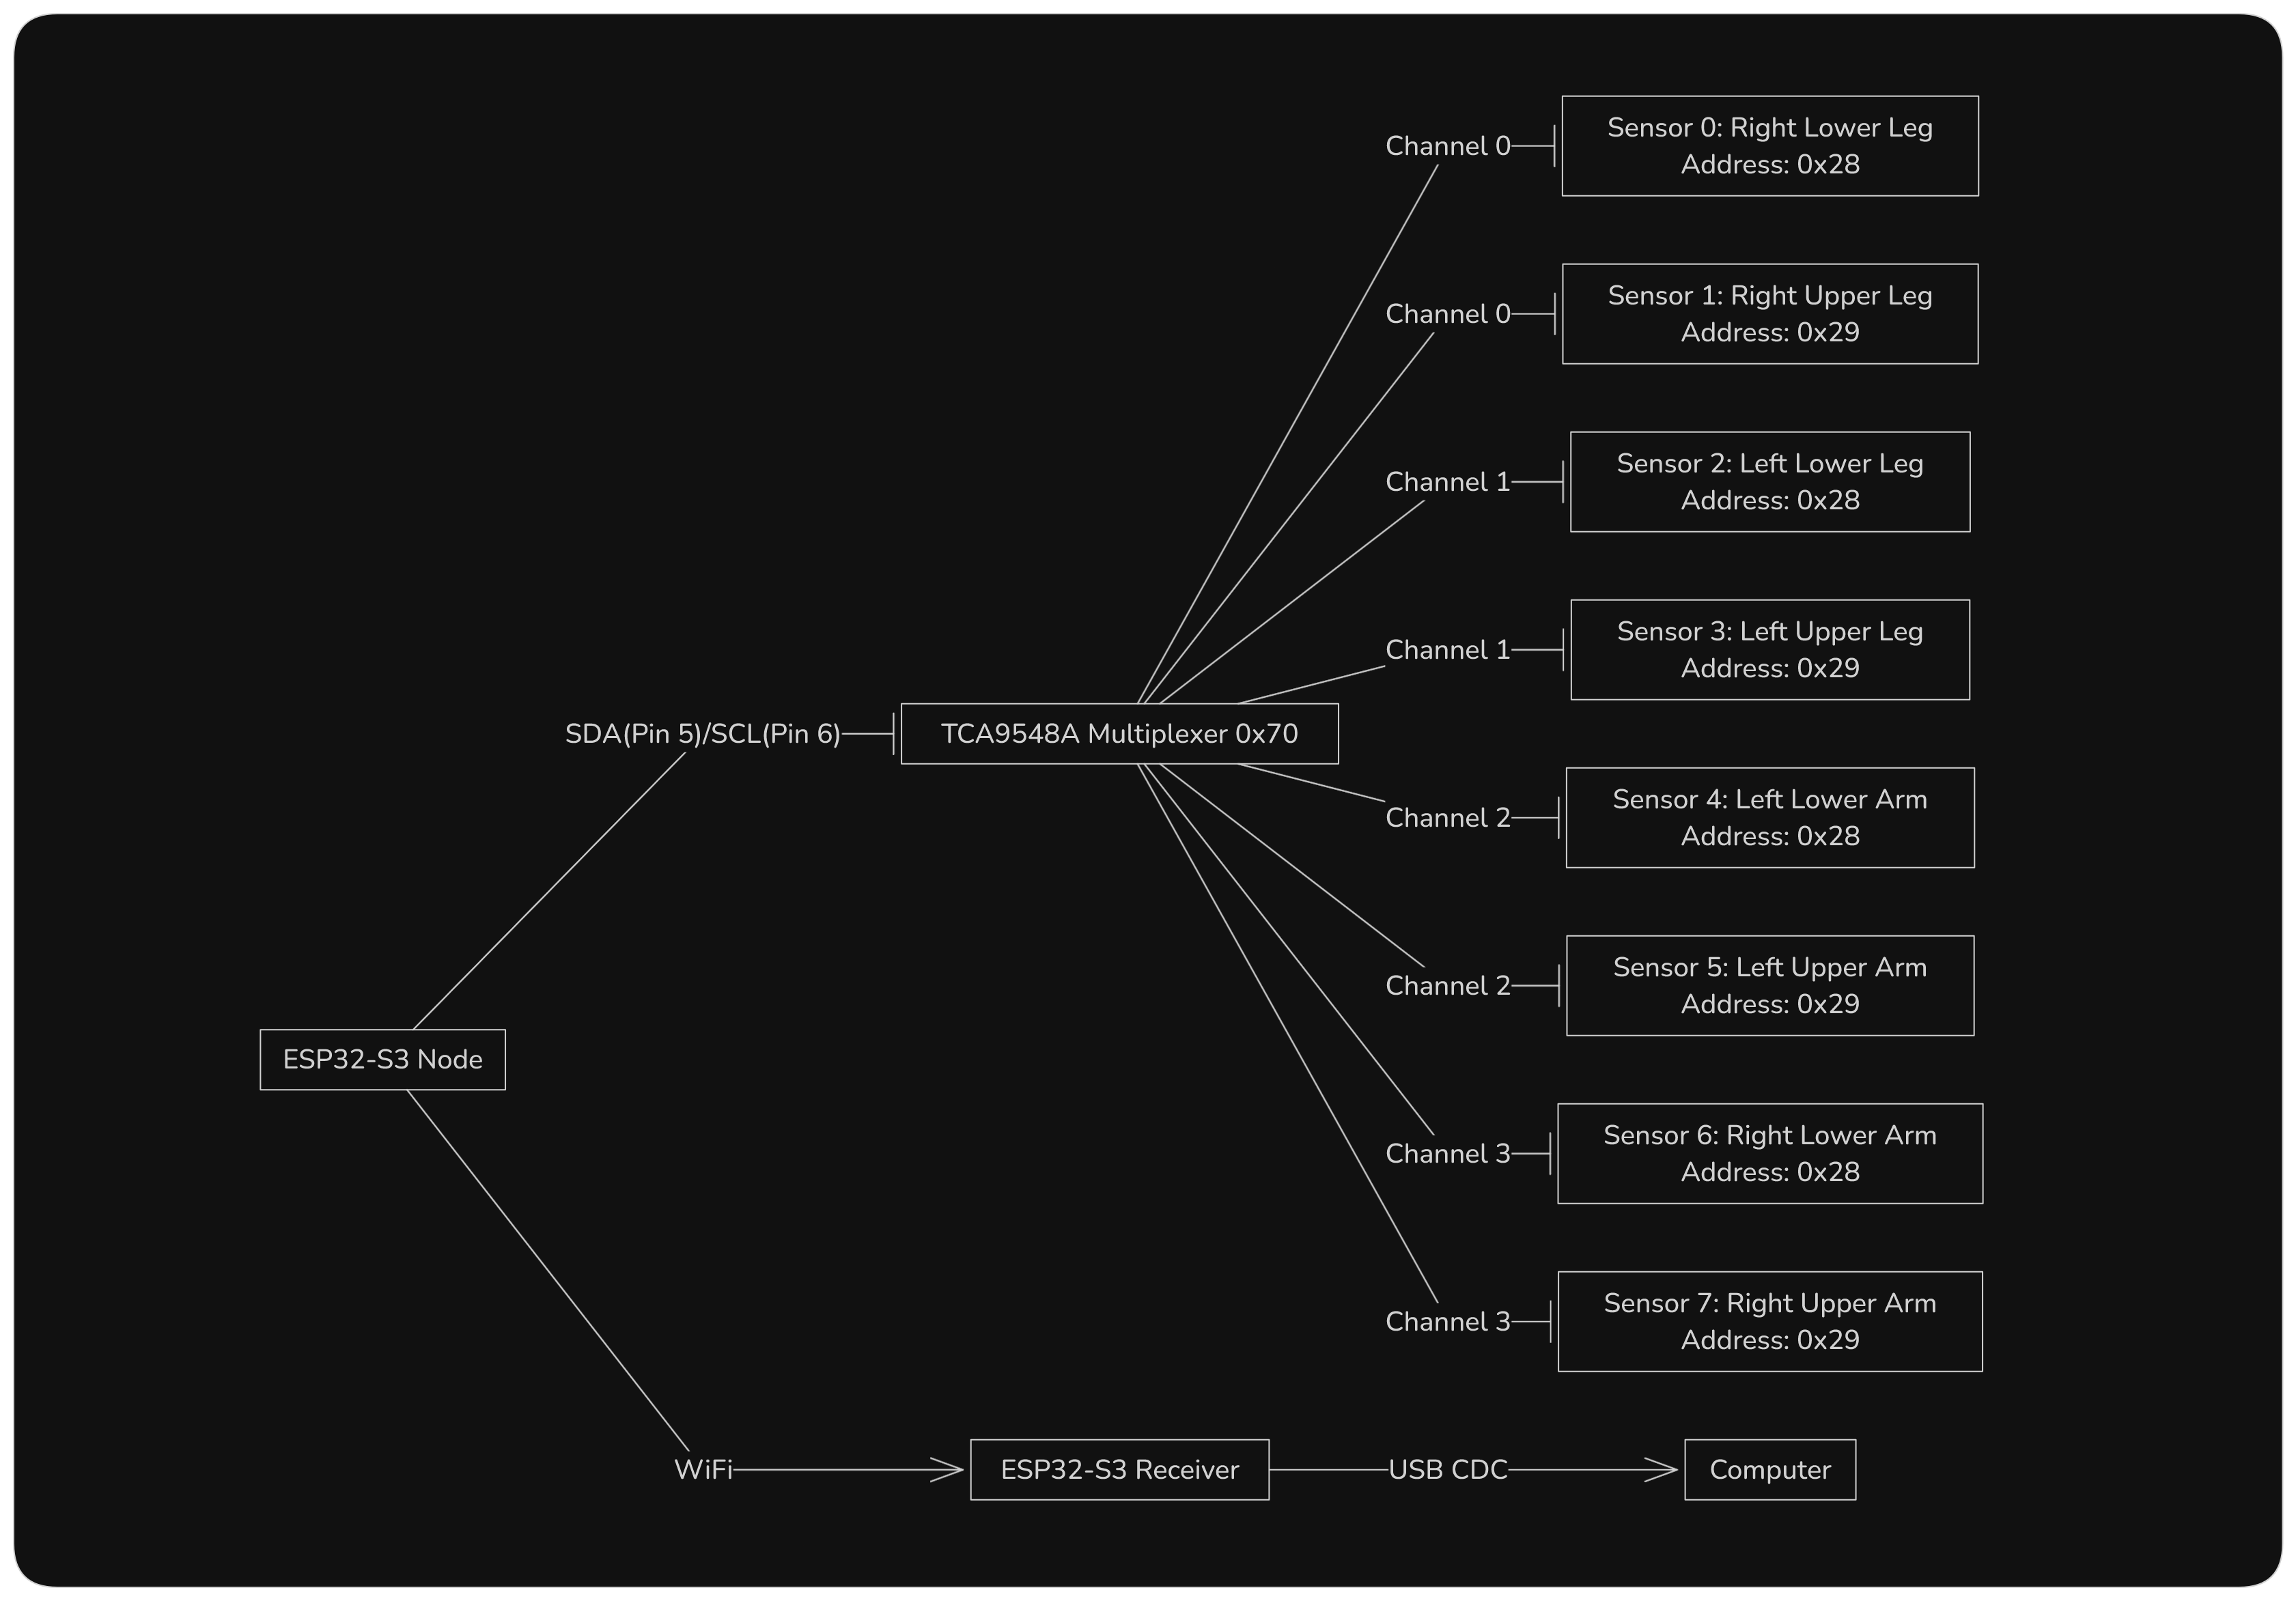 Channel 0
Sensor 0: Right Lower Leg
Address: 0x28
Channel 0
Sensor 1: Right Upper Leg
Address: 0x29
Channel 1
Sensor 2: Left Lower Leg
Address: 0x28
Channel 1
Sensor 3: Left Upper Leg
Address: 0x29
SDA(Pin 5)/SCL(Pin 6)
TCA9548A Multiplexer 0x70
Channel 2
Sensor 4: Left Lower Arm
Address: 0x28
Channel 2
Sensor 5: Left Upper Arm
Address: 0x29
ESP32-S3 Node
Channel 3
Sensor 6: Right Lower Arm
Address: 0x28
Channel 3
Sensor 7: Right Upper Arm
Address: 0x29
WiFi
ESP32-S3 Receiver
USB CDC
Computer